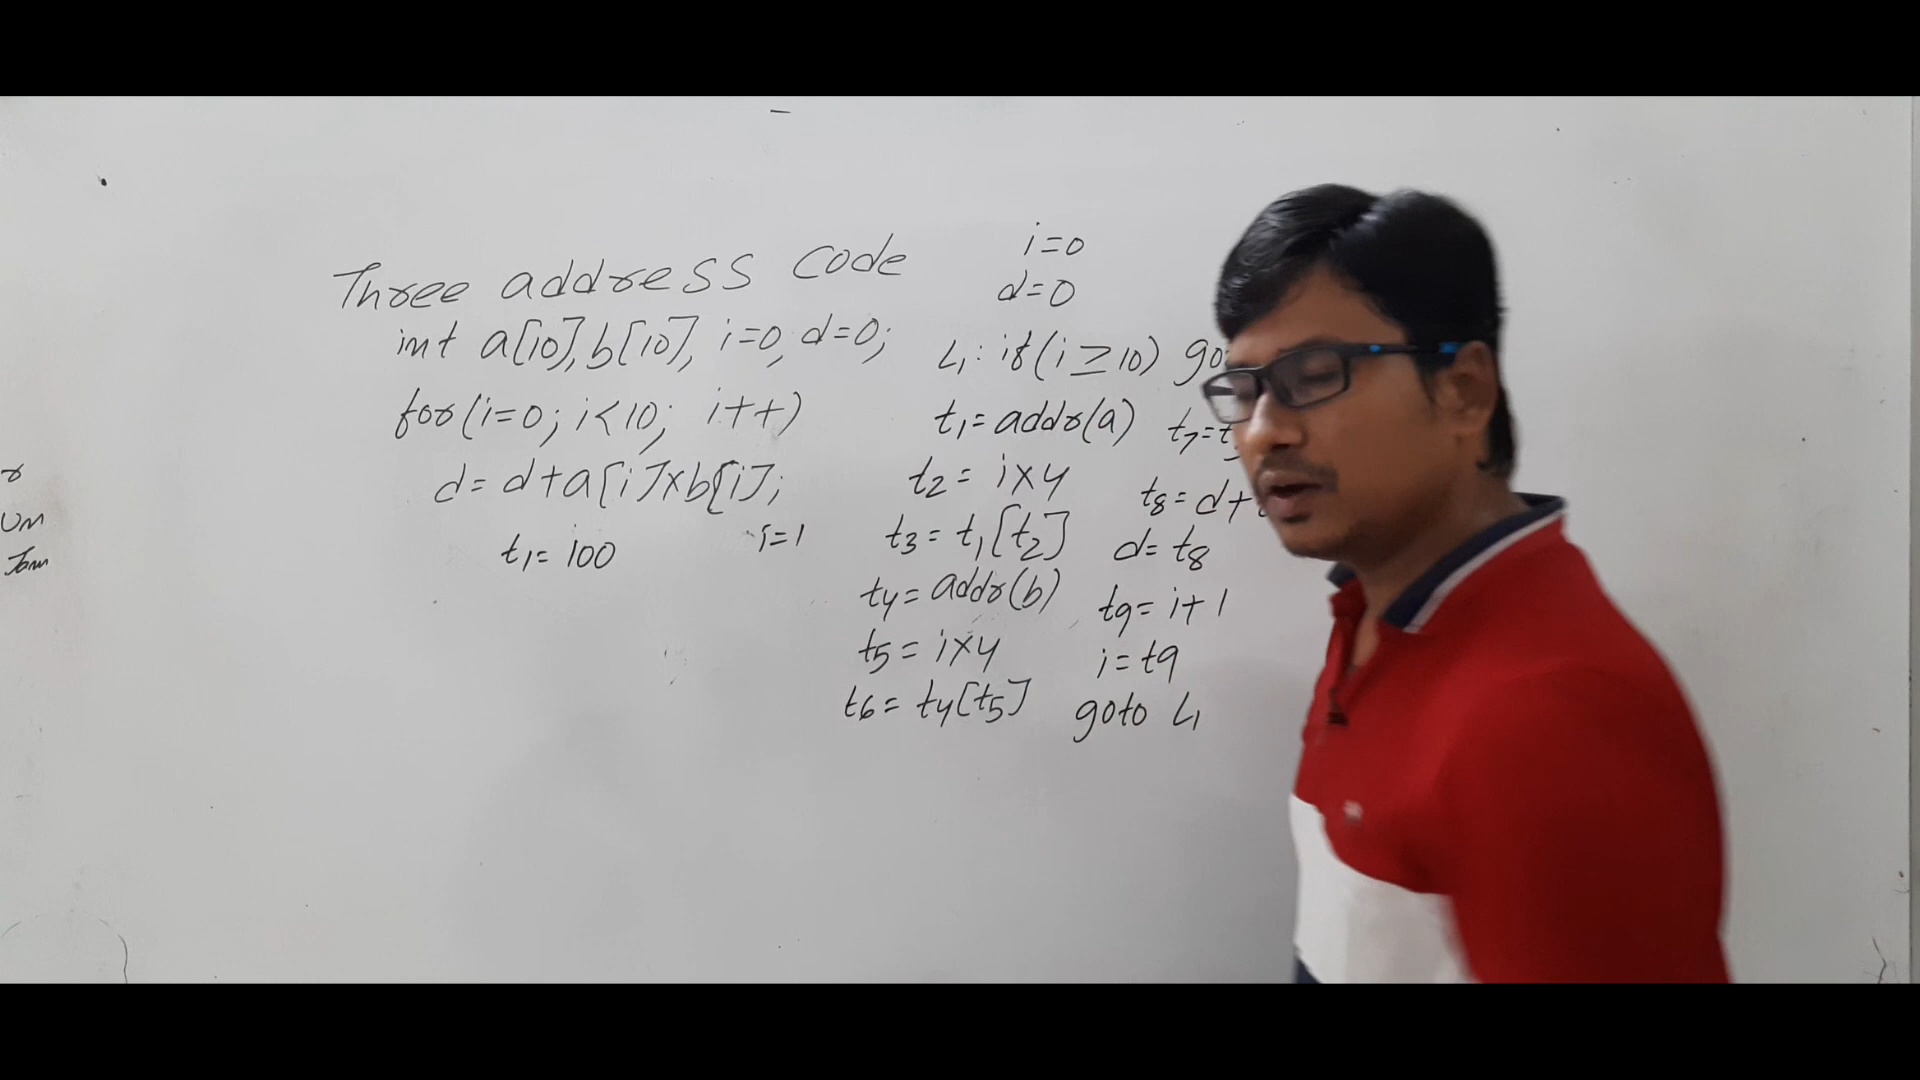 Three address Code
int a[10], b[10], i=0, d=0;
for(i=0; i<10; i++)
d= d+a[i]×b[i];
t1= 100
i=1
i=0
d=0
L1: if(i≥10)
t1= addr(a)
t2= i×4
t3= t1[t2]
t4= addr(b)
t5= i×4
t6= t4[t5]
t7=
t8= d+
d= t8
t9= i+1
i= t9
goto L1